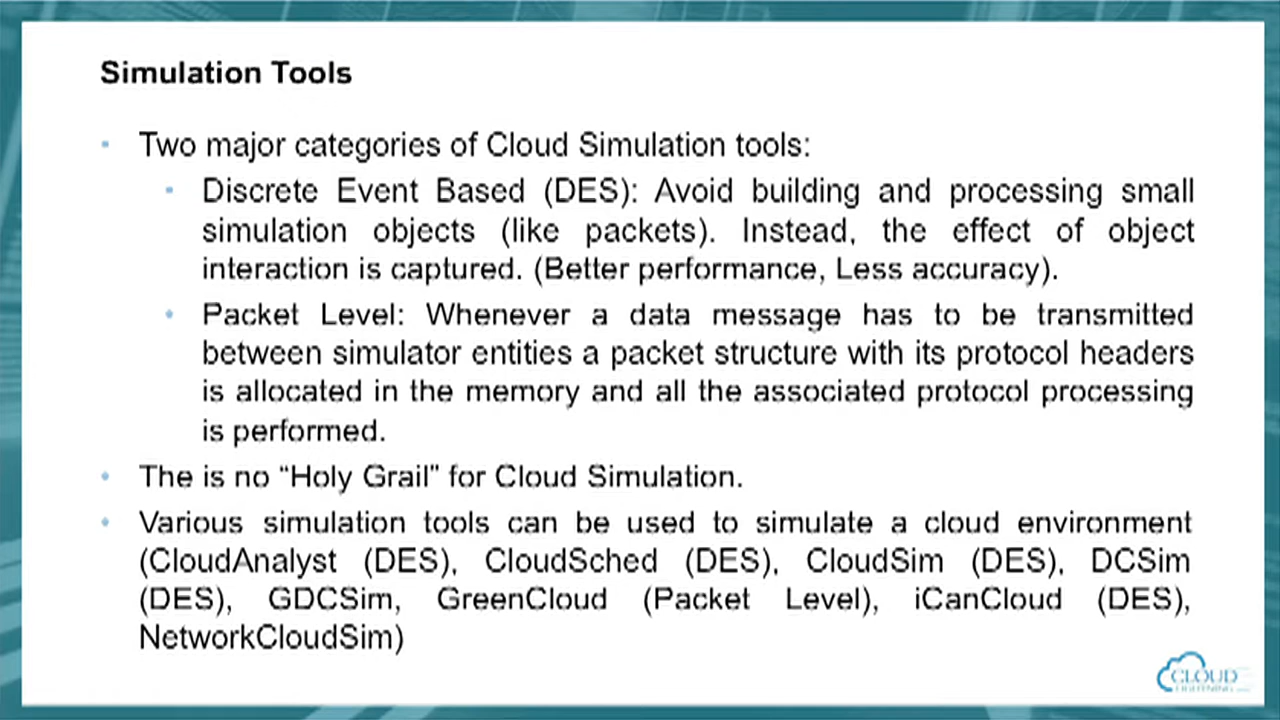 Simulation Tools
Two major categories of Cloud Simulation tools:
Discrete Event Based (DES): Avoid building and processing small
simulation objects (like packets). Instead, the effect of object
interaction is captured. (Better performance, Less accuracy).
Packet Level: Whenever a data message has to be transmitted
between simulator entities a packet structure with its protocol headers
is allocated in the memory and all the associated protocol processing
is performed.
The is no “Holy Grail” for Cloud Simulation.
Various simulation tools can be used to simulate a cloud environment
(CloudAnalyst (DES), CloudSched (DES), CloudSim (DES), DCSim
(DES), GDCSim, GreenCloud (Packet Level), iCanCloud (DES),
NetworkCloudSim)
CLOUD
LIGHTENING